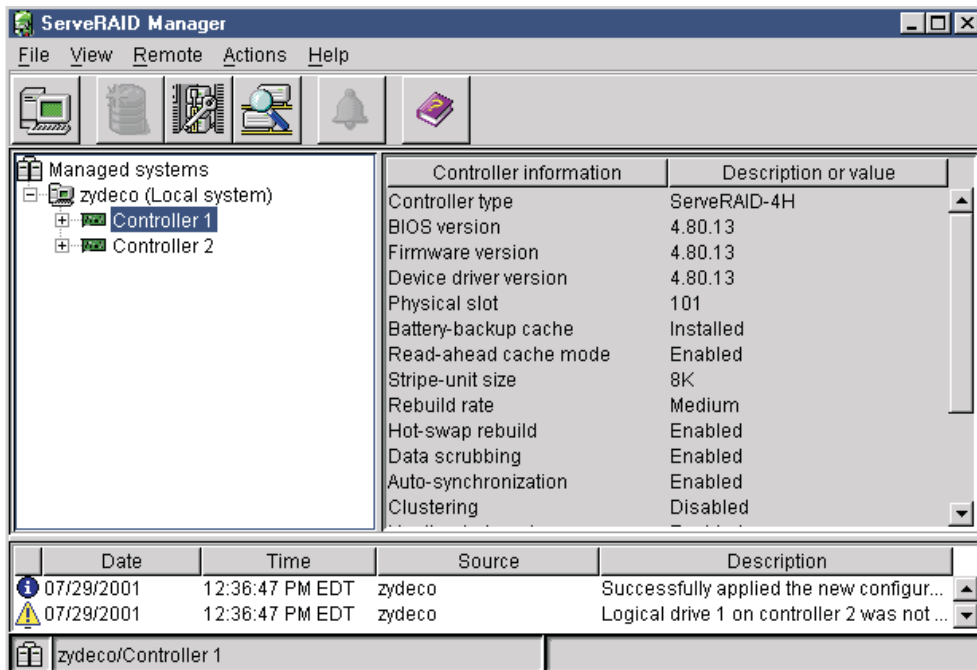 ServeRAID Manager
File View Remote Actions Help
Managed systems
zydeco (Local system)
Controller 1
Controller 2
Controller information Description or value
Controller type ServeRAID-4H
BIOS version 4.80.13
Firmware version 4.80.13
Device driver version 4.80.13
Physical slot 101
Battery-backup cache Installed
Read-ahead cache mode Enabled
Stripe-unit size 8K
Rebuild rate Medium
Hot-swap rebuild Enabled
Data scrubbing Enabled
Auto-synchronization Enabled
Clustering Disabled
Date Time Source Description
07/29/2001 12:36:47 PM EDT zydeco Successfully applied the new configur...
07/29/2001 12:36:47 PM EDT zydeco Logical drive 1 on controller 2 was not ...
zydeco/Controller 1